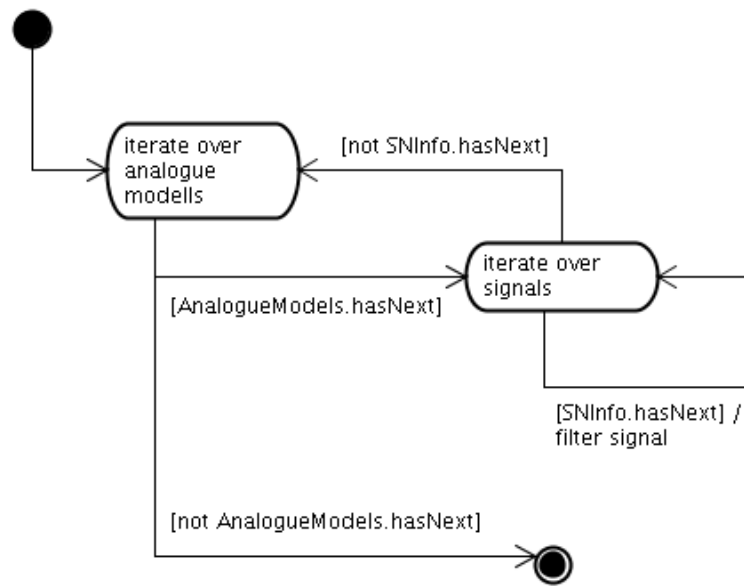 iterate over
analogue
modells
[not SNInfo.hasNext]
iterate over
signals
[AnalogueModels.hasNext]
[SNInfo.hasNext] /
filter signal
[not AnalogueModels.hasNext]